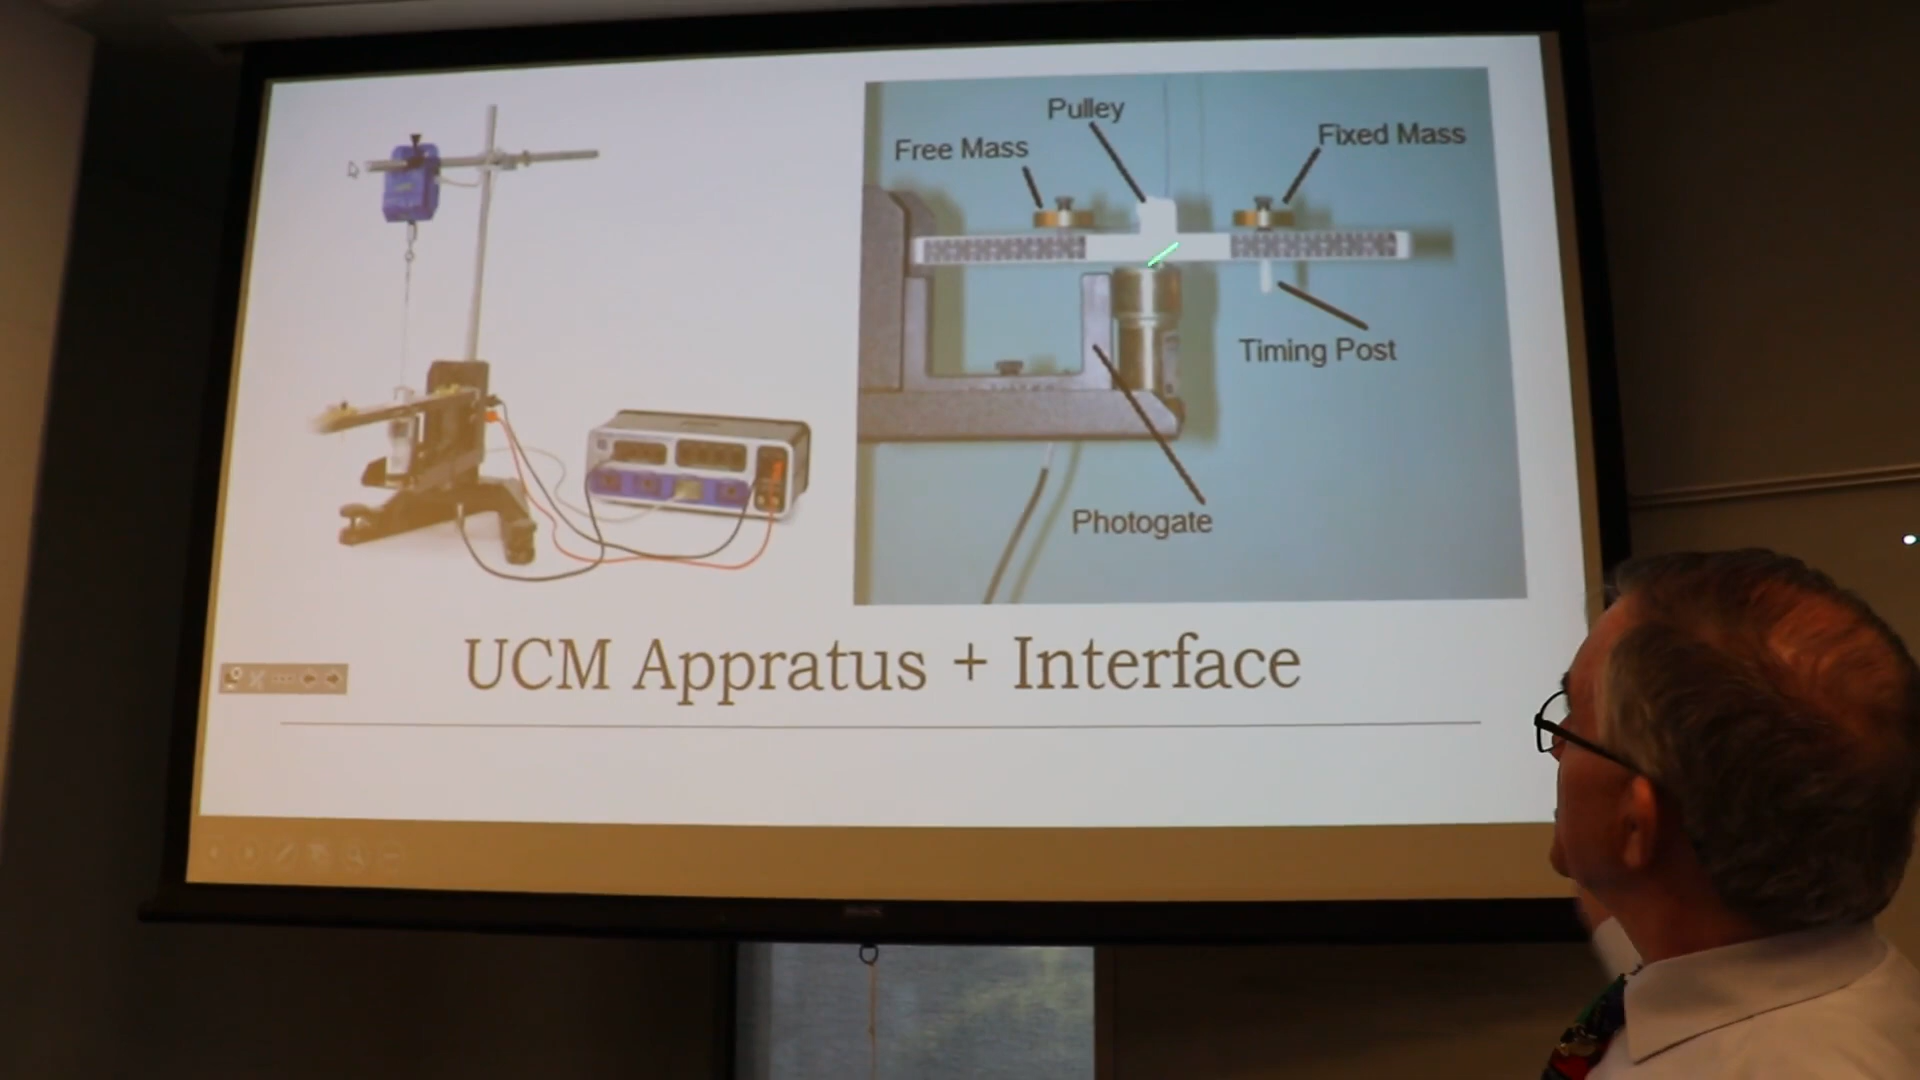 Pulley
Free Mass
Fixed Mass
Timing Post
Photogate
UCM Appratus + Interface